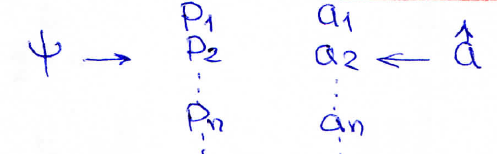 p₁ a₁
ψ → p₂ a₂ ← â
⋮ ⋮
pₙ aₙ
⋮ ⋮